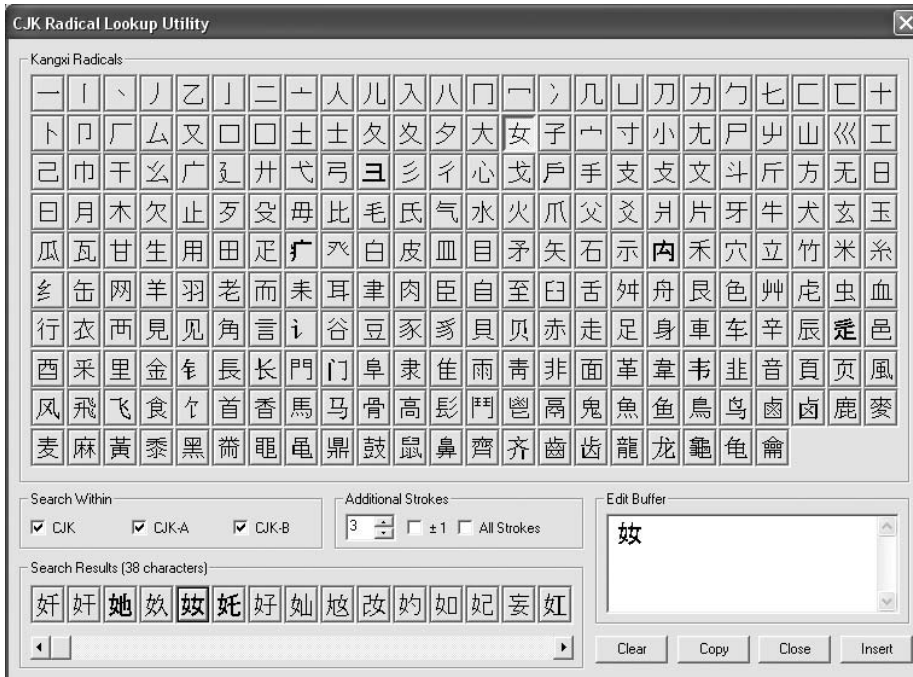 CJK Radical Lookup Utility
Kangxi Radicals
一 丨 丶 丿 乙 亅 二 亠 人 儿 入 八 冂 冖 冫 几 凵 刀 力 勹 匕 匚 匸 十
卜 卩 厂 厶 又 口 囗 土 士 夂 夊 夕 大 女 子 宀 寸 小 尢 尸 屮 山 巛 工
己 巾 干 幺 广 廴 廾 弋 弓 彐 彡 彳 心 戈 戶 手 支 攴 文 斗 斤 方 无 日
曰 月 木 欠 止 歹 殳 毋 比 毛 氏 气 水 火 爪 父 爻 爿 片 牙 牛 犬 玄 玉
瓜 瓦 甘 生 用 田 疋 疒 癶 白 皮 皿 目 矛 矢 石 示 禸 禾 穴 立 竹 米 糸
纟 缶 网 羊 羽 老 而 耒 耳 聿 肉 臣 自 至 臼 舌 舛 舟 艮 色 艸 虍 虫 血
行 衣 襾 見 见 角 言 讠 谷 豆 豕 豸 貝 贝 赤 走 足 身 車 车 辛 辰 辵 邑
酉 釆 里 金 钅 長 长 門 门 阜 隶 隹 雨 靑 非 面 革 韋 韦 韭 音 頁 页 風
风 飛 飞 食 饣 首 香 馬 马 骨 高 髟 鬥 鬯 鬲 鬼 魚 鱼 鳥 鸟 鹵 卤 鹿 麥
麦 麻 黃 黍 黑 黹 黽 黾 鼎 鼓 鼠 鼻 齊 齐 齒 齿 龍 龙 龜 龟 龠
Search Within
CJK CJK-A CJK-B
Additional Strokes
3 ± 1 All Strokes
Edit Buffer
奻
Search Results (38 characters)
奷 奸 她 奺 奻 奼 好 奾 改 妁 如 妃 妄 妅
Clear Copy Close Insert